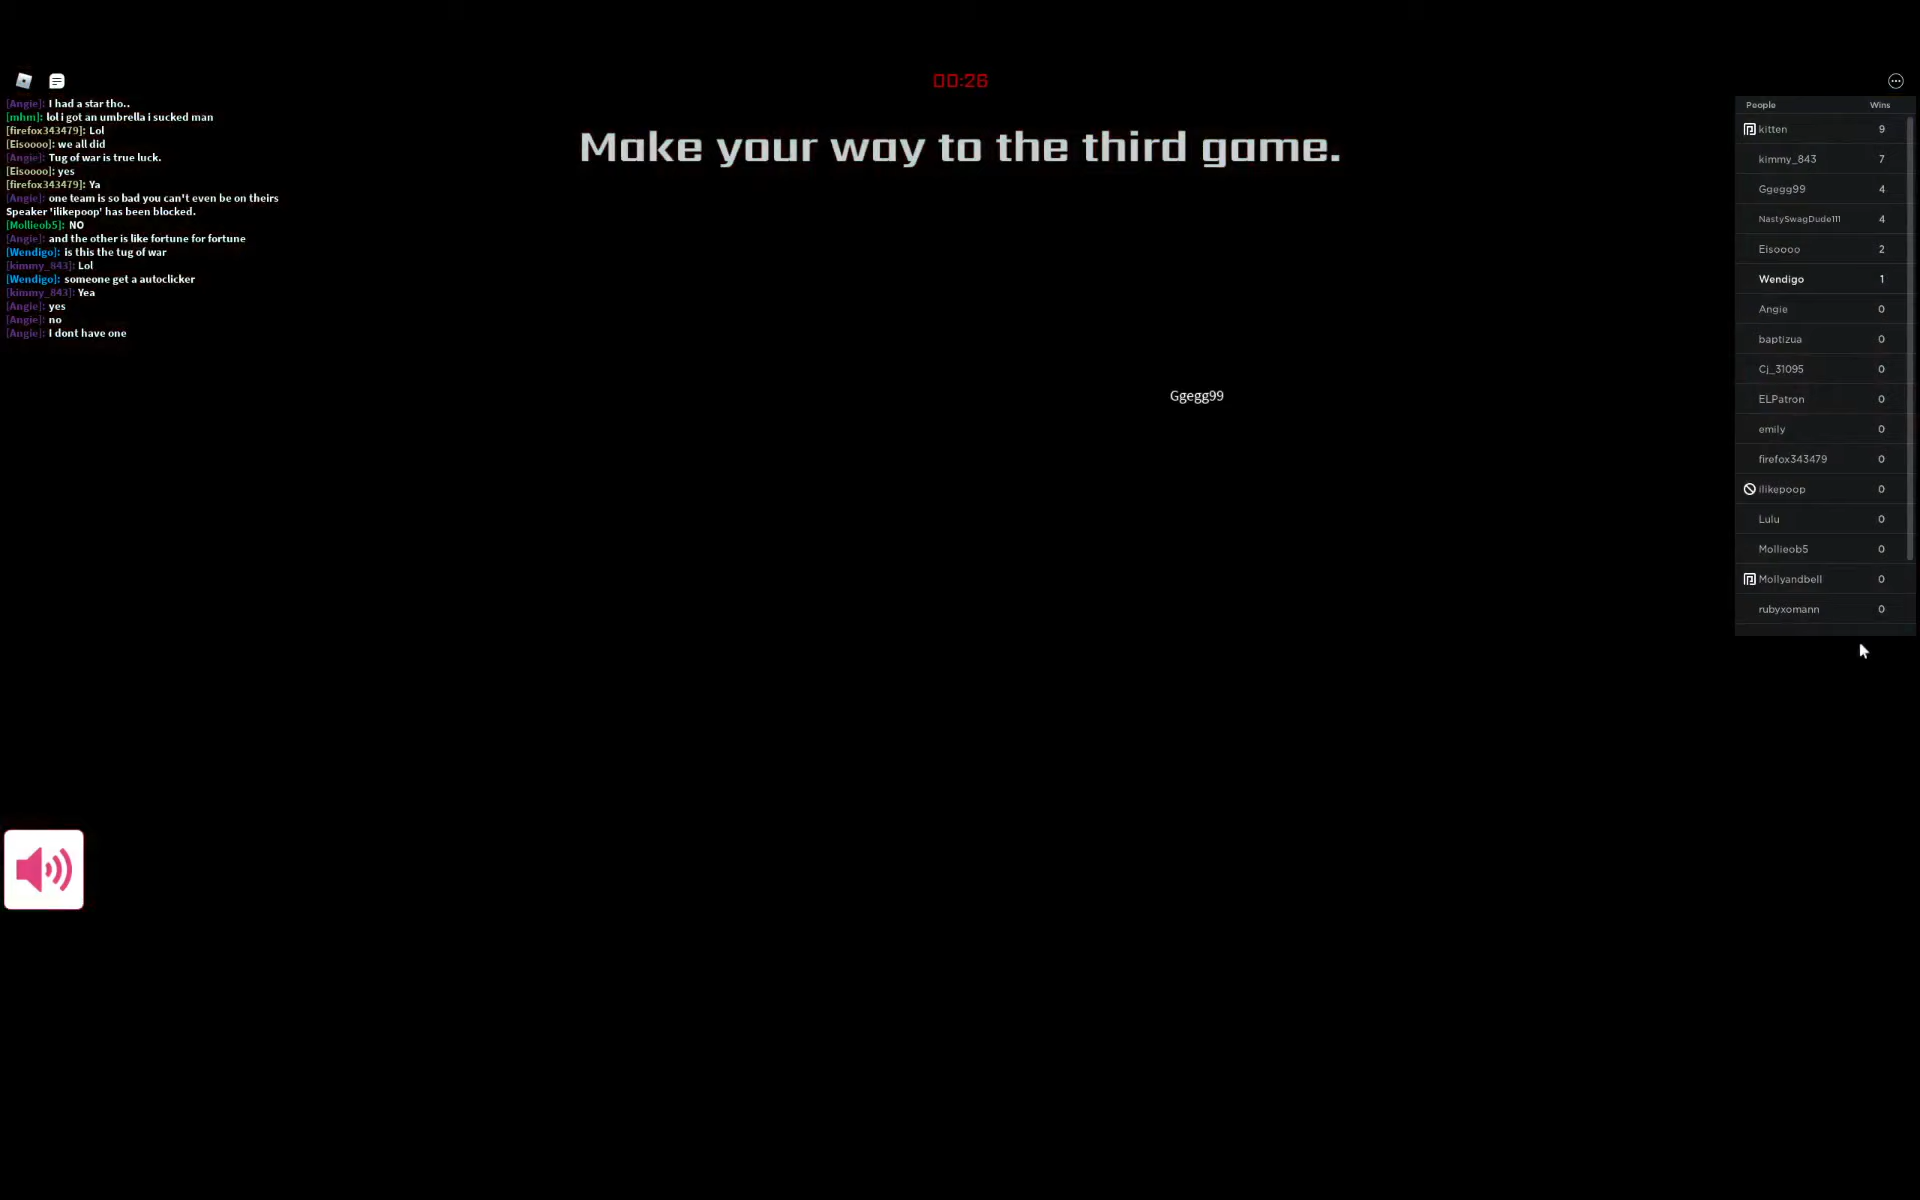 00:26
Make your way to the third game.
[Angie]: I had a star tho..
[mhm]: lol i got an umbrella i sucked man
[firefox343479]: Lol
[Eisoooo]: we all did
[Angie]: Tug of war is true luck.
[Eisoooo]: yes
[firefox343479]: Ya
[Angie]: one team is so bad you can't even be on theirs
Speaker 'ilikepoop' has been blocked.
[Mollieob5]: NO
[Angie]: and the other is like fortune for fortune
[Wendigo]: is this the tug of war
[kimmy_843]: Lol
[Wendigo]: someone get a autoclicker
[kimmy_843]: Yea
[Angie]: yes
[Angie]: no
[Angie]: I dont have one
Ggegg99
People Wins
kitten 9
kimmy_843 7
Ggegg99 4
NastySwagDude111 4
Eisoooo 2
Wendigo 1
Angie 0
baptizua 0
Cj_31095 0
ELPatron 0
emily 0
firefox343479 0
ilikepoop 0
Lulu 0
Mollieob5 0
Mollyandbell 0
rubyxomann 0